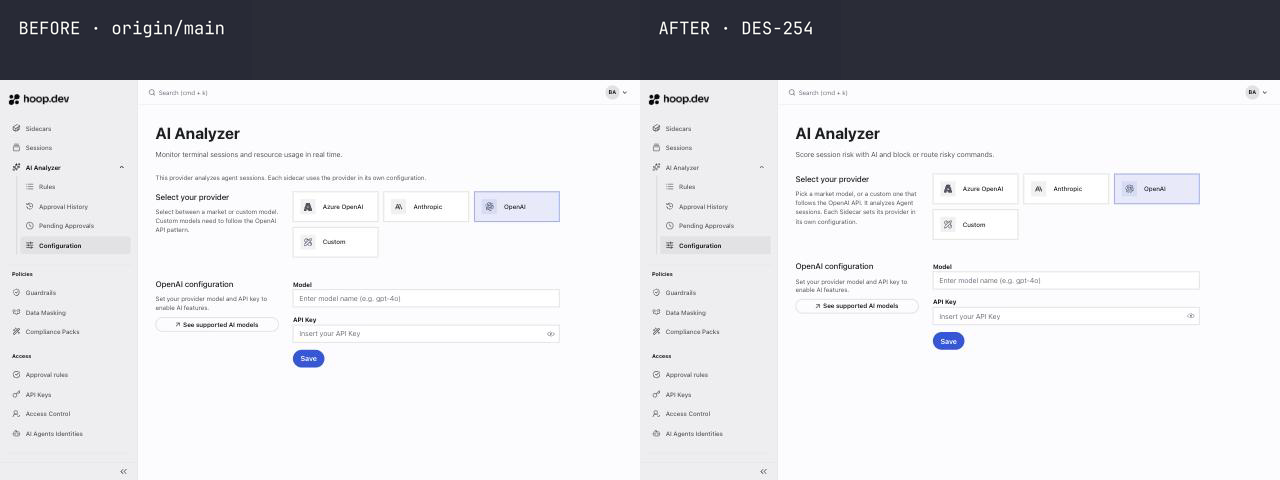 BEFORE · origin/main
hoop.dev
Search (cmd + k)
BA
Sidecars
Sessions
AI Analyzer
Rules
Approval History
Pending Approvals
Configuration
Policies
Guardrails
Data Masking
Compliance Packs
Access
Approval rules
API Keys
Access Control
AI Agents Identities
AI Analyzer
Monitor terminal sessions and resource usage in real time.
This provider analyzes agent sessions. Each sidecar uses the provider in its own configuration.
Select your provider
Select between a market or custom model.
Custom models need to follow the OpenAI
API pattern.
Azure OpenAI
Anthropic
OpenAI
Custom
OpenAI configuration
Set your provider model and API key to
enable AI features.
See supported AI models
Model
Enter model name (e.g. gpt-4o)
API Key
Insert your API Key
Save
AFTER · DES-254
hoop.dev
Search (cmd + k)
BA
Sidecars
Sessions
AI Analyzer
Rules
Approval History
Pending Approvals
Configuration
Policies
Guardrails
Data Masking
Compliance Packs
Access
Approval rules
API Keys
Access Control
AI Agents Identities
AI Analyzer
Score session risk with AI and block or route risky commands.
Select your provider
Pick a market model, or a custom one that
follows the OpenAI API. It analyzes Agent
sessions. Each Sidecar sets its provider in
its own configuration.
Azure OpenAI
Anthropic
OpenAI
Custom
OpenAI configuration
Set your provider model and API key to
enable AI features.
See supported AI models
Model
Enter model name (e.g. gpt-4o)
API Key
Insert your API Key
Save